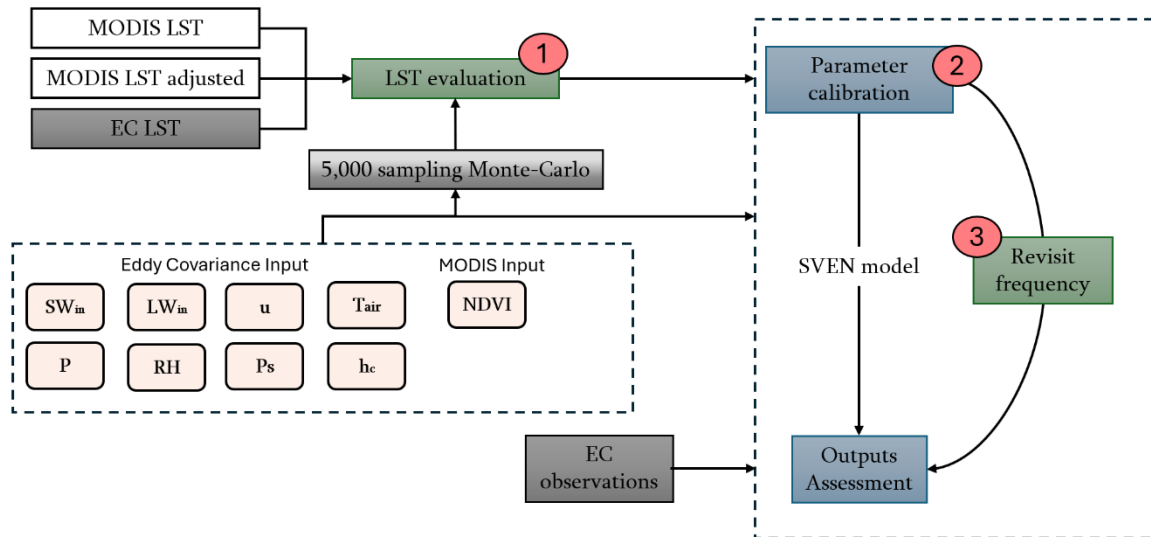 MODIS LST
MODIS LST adjusted
EC LST
LST evaluation
1
5,000 sampling Monte-Carlo
Eddy Covariance Input
MODIS Input
SWin
LWin
u
Tair
NDVI
P
RH
Ps
hc
EC
observations
Parameter
calibration
2
SVEN model
3
Revisit
frequency
Outputs
Assessment